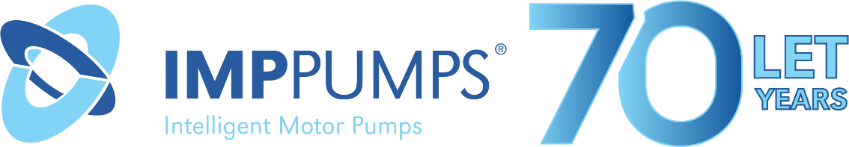 IMPPUMPS®
Intelligent Motor Pumps
70 LET
YEARS